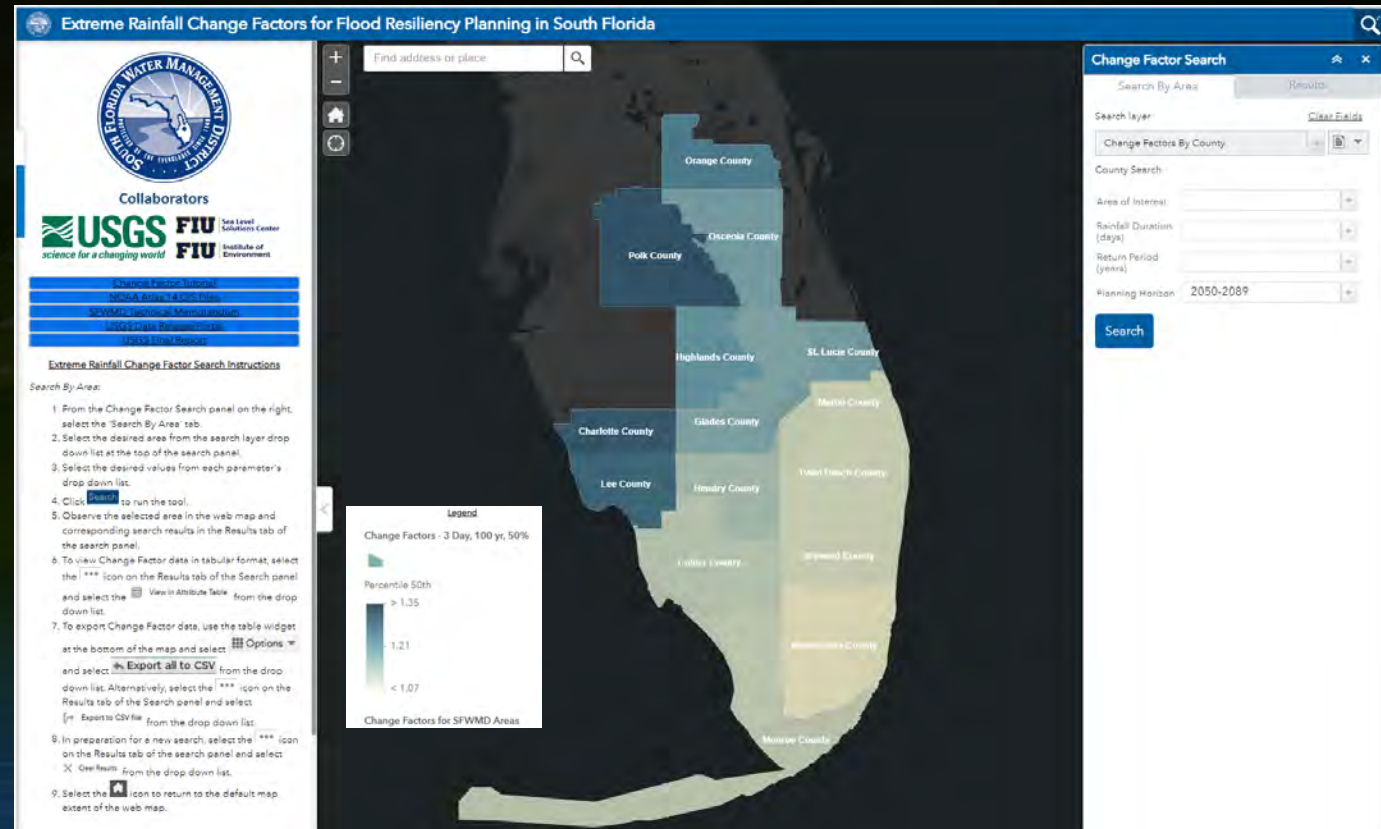 Extreme Rainfall Change Factors for Flood Resiliency Planning in South Florida
SOUTH FLORIDA WATER MANAGEMENT DISTRICT
Collaborators
USGS
science for a changing world
FIU Sea Level Solutions Center
FIU Institute of Environment
Change Factor Tutorial
NOAA Atlas 14 GIS Files
SFWMD Technical Memorandum
USGS Data Release Portal
USGS Final Report
Extreme Rainfall Change Factor Search Instructions
Search By Area:
1. From the Change Factor Search panel on the right,
select the 'Search By Area' tab.
2. Select the desired area from the search layer drop
down list at the top of the search panel.
3. Select the desired values from each parameter's
drop down list.
4. Click Search to run the tool.
5. Observe the selected area in the web map and
corresponding search results in the Results tab of
the search panel.
6. To view Change Factor data in tabular format, select
the *** icon on the Results tab of the Search panel
and select the View in Attribute Table from the drop
down list.
7. To export Change Factor data, use the table widget
at the bottom of the map and select Options
and select Export all to CSV from the drop
down list. Alternatively, select the *** icon on the
Results tab of the Search panel and select
Export to CSV file from the drop down list.
8. In preparation for a new search, select the *** icon
on the Results tab of the search panel and select
Clear Results from the drop down list.
9. Select the icon to return to the default map
extent of the web map.
Find address or place
Orange County
Osceola County
Polk County
Highlands County
St. Lucie County
Martin County
Charlotte County
Glades County
Lee County
Hendry County
Palm Beach County
Collier County
Broward County
Miami-Dade County
Monroe County
Legend
Change Factors - 3 Day, 100 yr, 50%
Percentile 50th
> 1.35
1.21
< 1.07
Change Factors for SFWMD Areas
Change Factor Search
Search By Area
Results
Search layer
Clear Fields
Change Factors By County
County Search
Area of Interest
Rainfall Duration
(days)
Return Period
(years)
Planning Horizon 2050-2089
Search